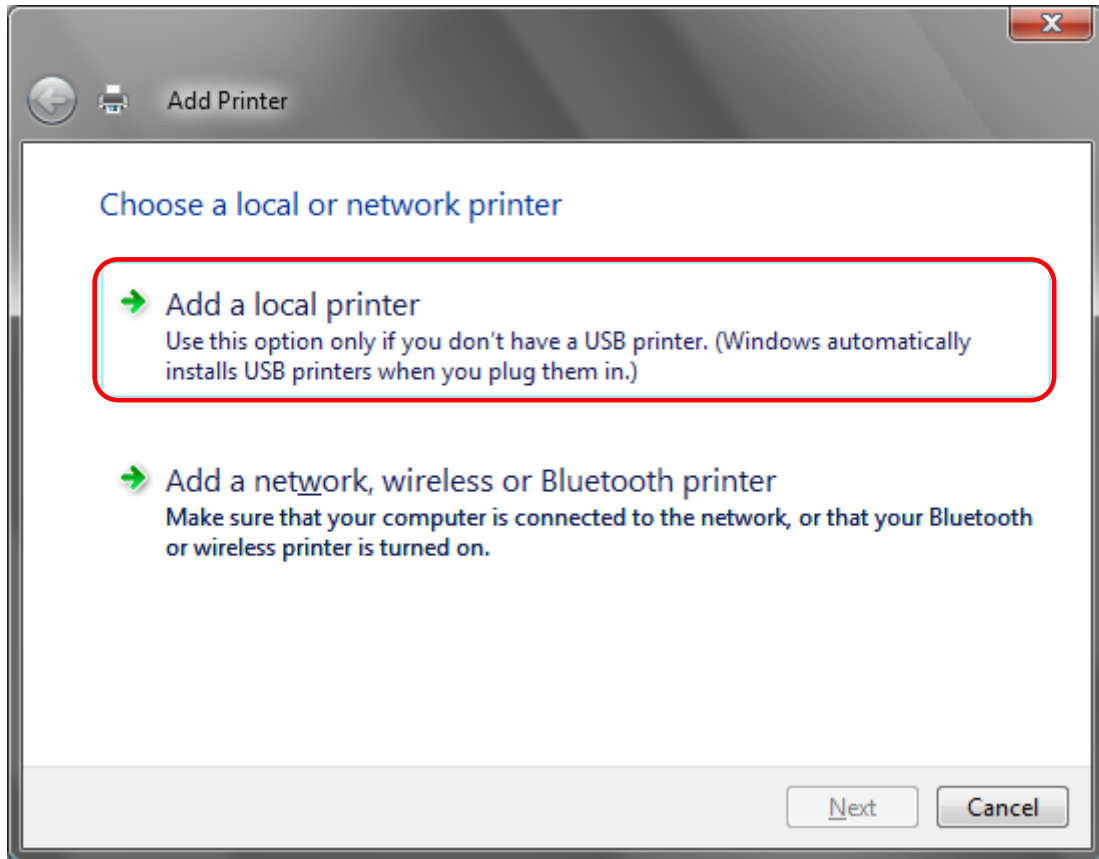 Add Printer
Choose a local or network printer
Add a local printer
Use this option only if you don't have a USB printer. (Windows automatically
installs USB printers when you plug them in.)
Add a network, wireless or Bluetooth printer
Make sure that your computer is connected to the network, or that your Bluetooth
or wireless printer is turned on.
Next
Cancel